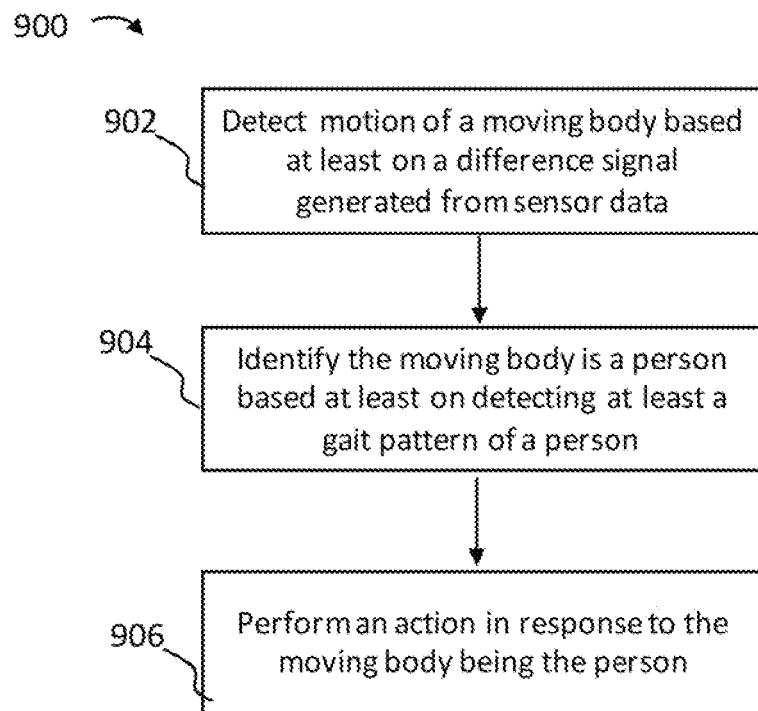 900
902
Detect motion of a moving body based
at least on a difference signal
generated from sensor data
904
Identify the moving body is a person
based at least on detecting at least a
gait pattern of a person
906
Perform an action in response to the
moving body being the person